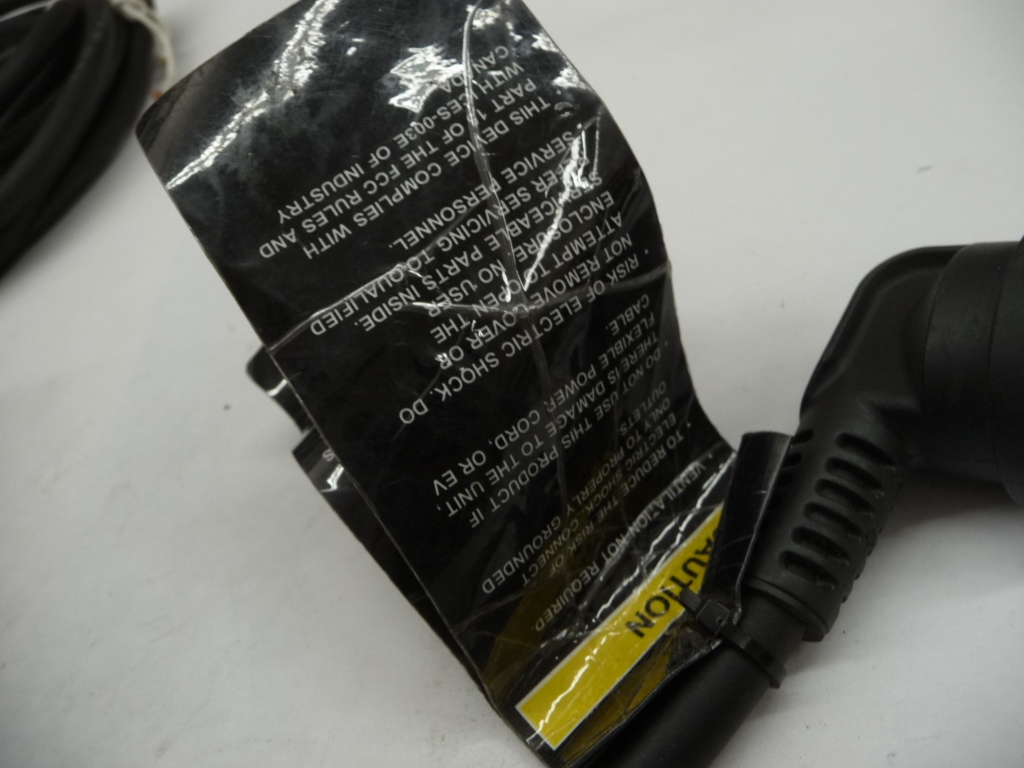 CAUTION
• VENTILATION NOT REQUIRED.
• TO REDUCE THE RISK OF
ELECTRIC SHOCK, CONNECT
ONLY TO PROPERLY GROUNDED
OUTLETS.
• DO NOT USE THIS PRODUCT IF
THERE IS DAMAGE TO THE UNIT,
FLEXIBLE POWER CORD, OR EV
CABLE.
• RISK OF ELECTRIC SHOCK. DO
NOT REMOVE COVER OR
ATTEMPT TO OPEN THE
ENCLOSURE. NO USER
SERVICEABLE PARTS INSIDE.
REFER SERVICING TO QUALIFIED
SERVICE PERSONNEL.
THIS DEVICE COMPLIES WITH
PART 15 OF THE FCC RULES AND
WITH ICES-003E OF INDUSTRY
CANADA